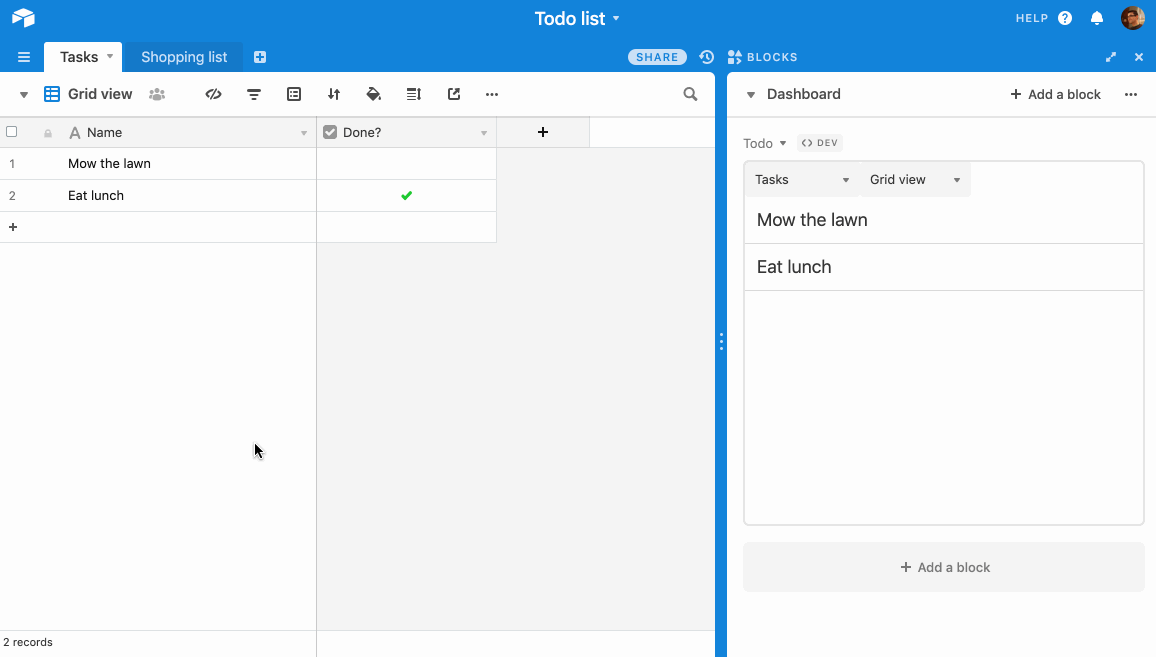 Todo list
HELP
Tasks
Shopping list
SHARE
BLOCKS
Grid view
Dashboard
Add a block
A Name
Done?
1 Mow the lawn
2 Eat lunch
2 records
Todo
<> DEV
Tasks
Grid view
Mow the lawn
Eat lunch
Add a block